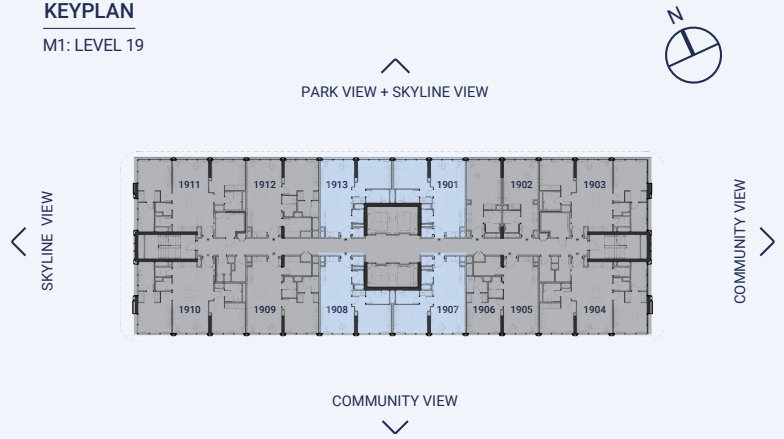 KEYPLAN
M1: LEVEL 19
N
PARK VIEW + SKYLINE VIEW
SKYLINE VIEW
COMMUNITY VIEW
1911 1912 1913 1901 1902 1903
1910 1909 1908 1907 1906 1905 1904
COMMUNITY VIEW